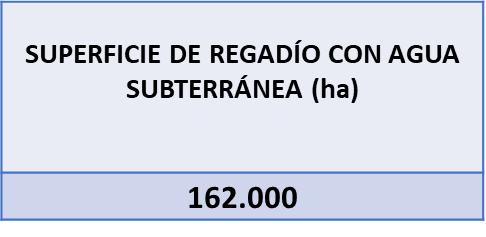 SUPERFICIE DE REGADÍO CON AGUA
SUBTERRÁNEA (ha)
162.000